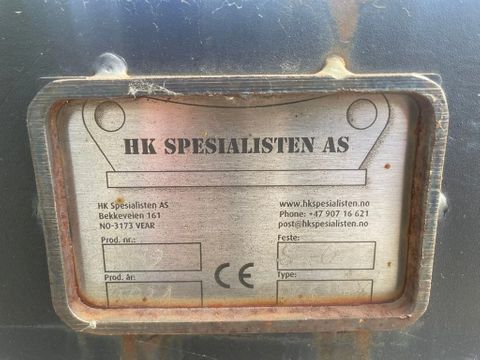 HK SPESIALISTEN AS
HK Spesialisten AS
Bekkeveien 161
NO-3173 VEAR
www.hkspesialisten.no
Phone: +47 907 16 621
post@hkspesialisten.no
Prod. nr.:
Feste:
Prod. år:
CE
Type: